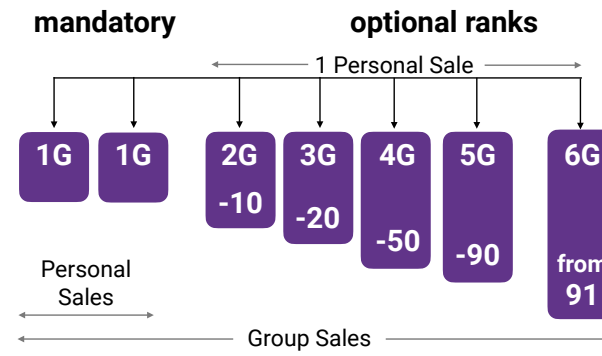 mandatory
optional ranks
1 Personal Sale
1G
1G
2G
-10
3G
-20
4G
-50
5G
-90
6G
from
91
Personal
Sales
Group Sales